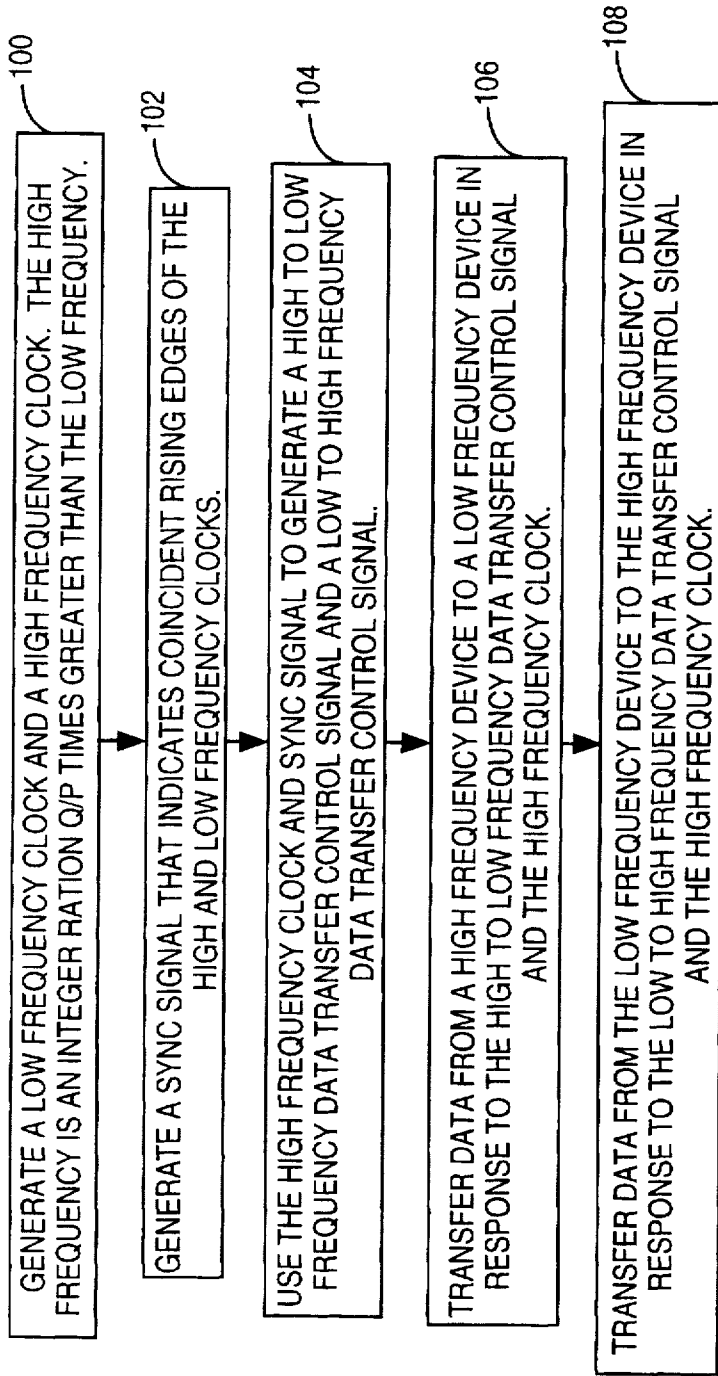 100
GENERATE A LOW FREQUENCY CLOCK AND A HIGH FREQUENCY CLOCK. THE HIGH
FREQUENCY IS AN INTEGER RATION Q/P TIMES GREATER THAN THE LOW FREQUENCY.
102
GENERATE A SYNC SIGNAL THAT INDICATES COINCIDENT RISING EDGES OF THE
HIGH AND LOW FREQUENCY CLOCKS.
104
USE THE HIGH FREQUENCY CLOCK AND SYNC SIGNAL TO GENERATE A HIGH TO LOW
FREQUENCY DATA TRANSFER CONTROL SIGNAL AND A LOW TO HIGH FREQUENCY
DATA TRANSFER CONTROL SIGNAL.
106
TRANSFER DATA FROM A HIGH FREQUENCY DEVICE TO A LOW FREQUENCY DEVICE IN
RESPONSE TO THE HIGH TO LOW FREQUENCY DATA TRANSFER CONTROL SIGNAL
AND THE HIGH FREQUENCY CLOCK.
108
TRANSFER DATA FROM THE LOW FREQUENCY DEVICE TO THE HIGH FREQUENCY DEVICE IN
RESPONSE TO THE LOW TO HIGH FREQUENCY DATA TRANSFER CONTROL SIGNAL
AND THE HIGH FREQUENCY CLOCK.